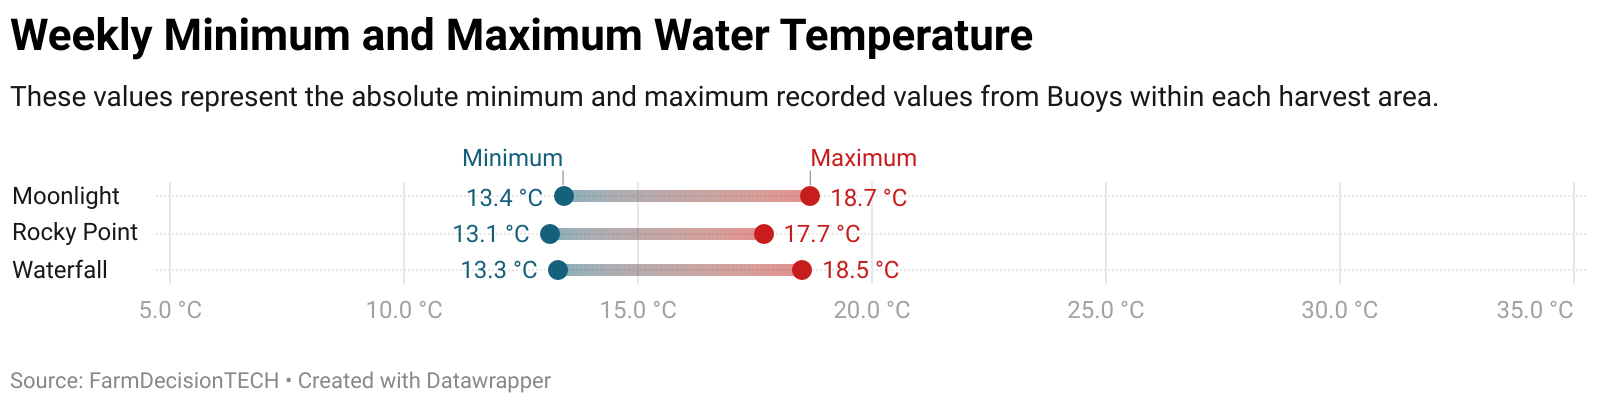 Weekly Minimum and Maximum Water Temperature
These values represent the absolute minimum and maximum recorded values from Buoys within each harvest area.
Minimum Maximum
Moonlight 13.4 °C 18.7 °C
Rocky Point 13.1 °C 17.7 °C
Waterfall 13.3 °C 18.5 °C
5.0 °C 10.0 °C 15.0 °C 20.0 °C 25.0 °C 30.0 °C 35.0 °C
Source: FarmDecisionTECH • Created with Datawrapper